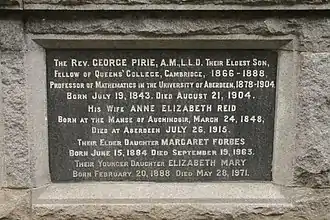 THE REV. GEORGE PIRIE, A.M., L.L.D. THEIR ELDEST SON,
FELLOW OF QUEENS' COLLEGE, CAMBRIDGE, 1866-1888,
PROFESSOR OF MATHEMATICS IN THE UNIVERSITY OF ABERDEEN, 1878-1904.
BORN JULY 19, 1843. DIED AUGUST 21, 1904.
HIS WIFE ANNE ELIZABETH REID
BORN AT THE MANSE OF AUCHINDOIR, MARCH 24, 1848,
DIED AT ABERDEEN JULY 26, 1915.
THEIR ELDER DAUGHTER MARGARET FORBES
BORN JUNE 15, 1884 DIED SEPTEMBER 19, 1963.
THEIR YOUNGER DAUGHTER ELIZABETH MARY
BORN FEBRUARY 20, 1888 DIED MAY 28, 1971.